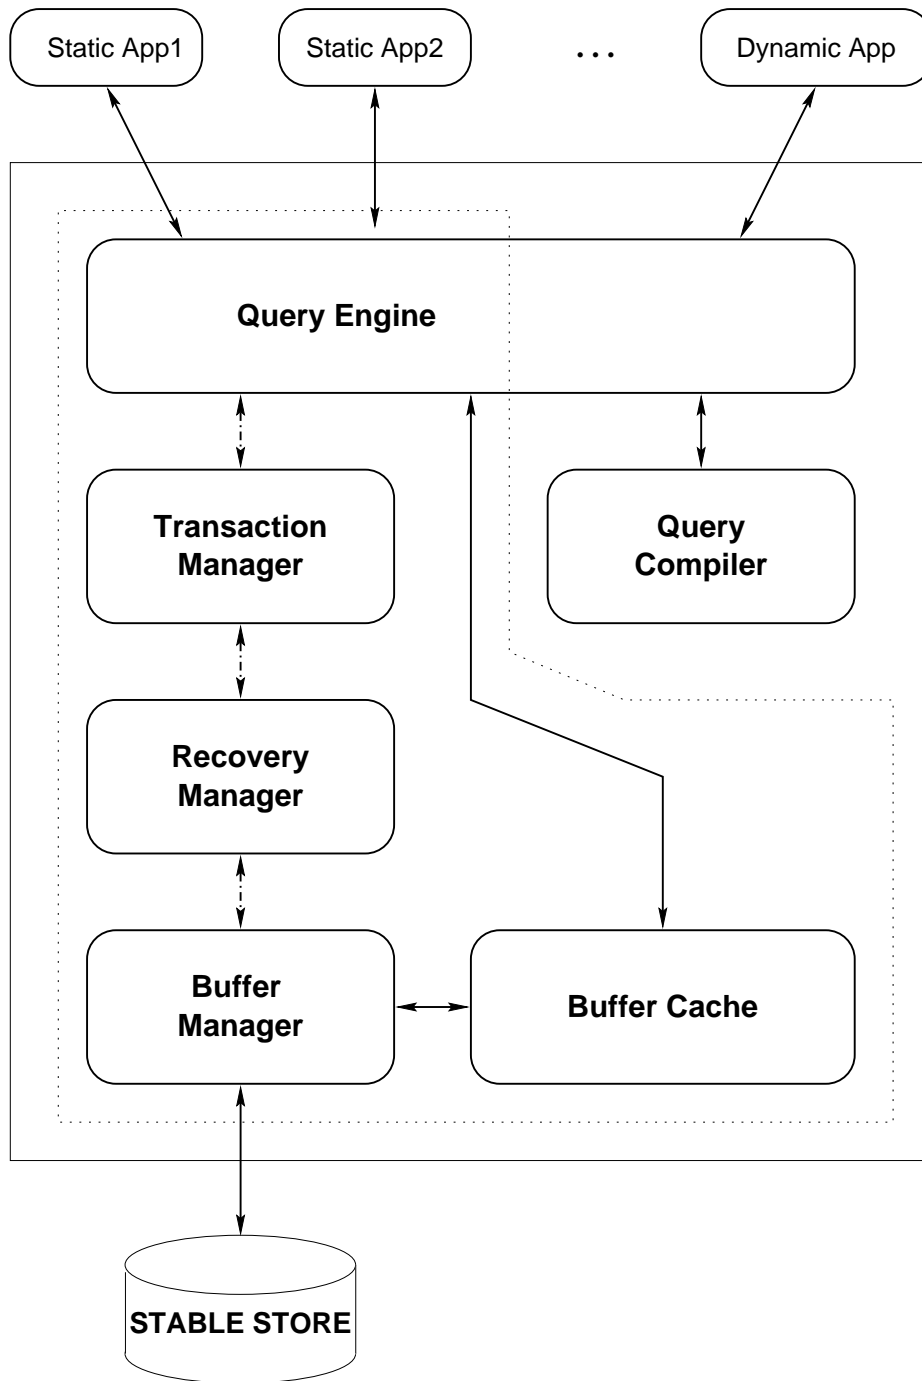 Static App1
Static App2
...
Dynamic App
Query Engine
Transaction
Manager
Query
Compiler
Recovery
Manager
Buffer
Manager
Buffer Cache
STABLE STORE